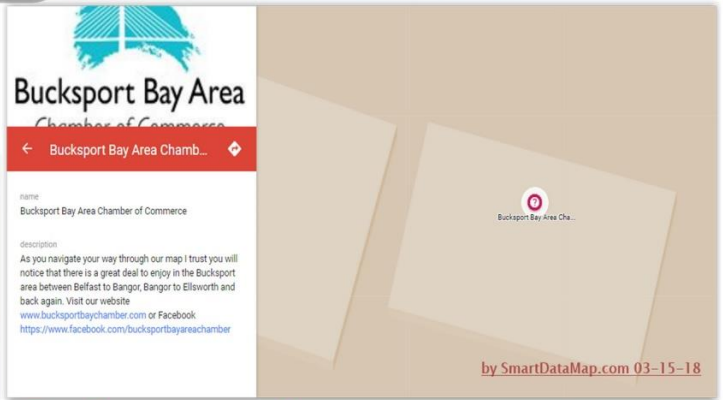 Bucksport Bay Area
Chamber of Commerce
Bucksport Bay Area Chamb...
name
Bucksport Bay Area Chamber of Commerce
description
As you navigate your way through our map I trust you will
notice that there is a great deal to enjoy in the Bucksport
area between Belfast to Bangor, Bangor to Ellsworth and
back again. Visit our website
www.bucksportbaychamber.com or Facebook
https://www.facebook.com/bucksportbayareachamber
Bucksport Bay Area Cha...
by SmartDataMap.com 03-15-18